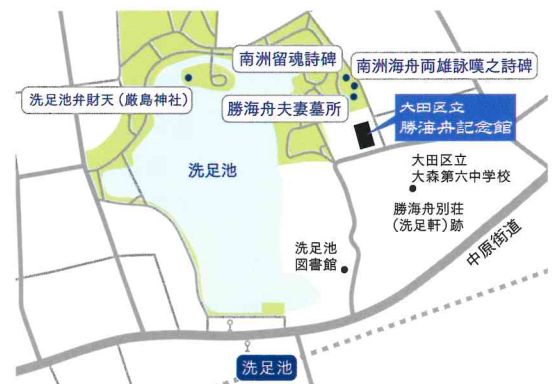 南洲留魂詩碑
南洲海舟両雄詠嘆之詩碑
洗足池弁財天（厳島神社）
勝海舟夫妻墓所
大田区立
勝海舟記念館
洗足池
大田区立
大森第六中学校
勝海舟別荘
（洗足軒）跡
中原街道
洗足池
図書館
洗足池